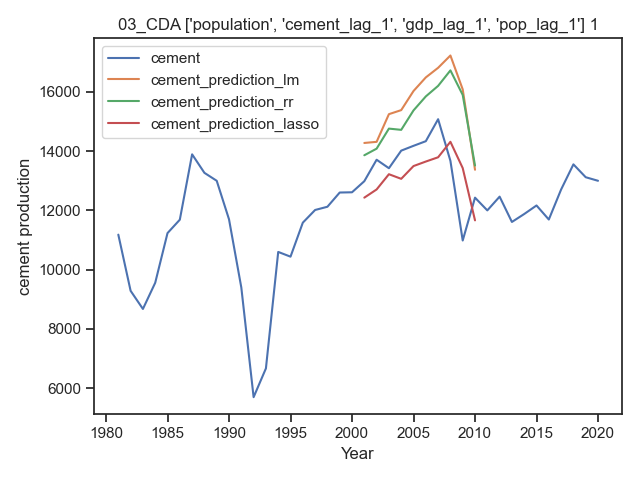 03_CDA ['population', 'cement_lag_1', 'gdp_lag_1', 'pop_lag_1'] 1
cement
cement_prediction_lm
cement_prediction_rr
cement_prediction_lasso
16000
14000
12000
10000
8000
6000
cement production
1980 1985 1990 1995 2000 2005 2010 2015 2020
Year